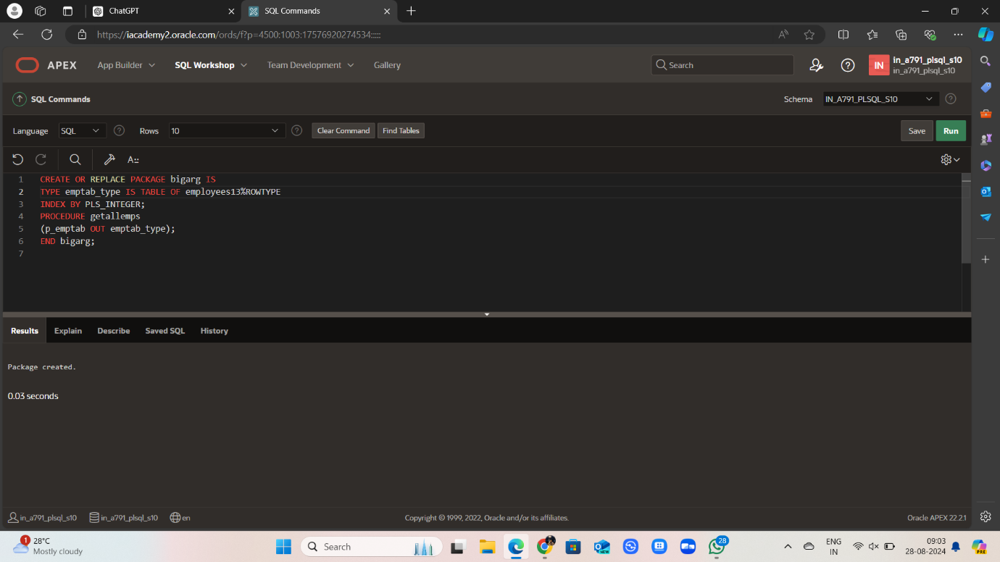 ChatGPT
SQL Commands
https://iacademy2.oracle.com/ords/f?p=4500:1003:17576920274534:::::
APEX
App Builder
SQL Workshop
Team Development
Gallery
Search
IN
in_a791_plsql_s10
in_a791_plsql_s10
SQL Commands
Schema
IN_A791_PLSQL_S10
Language
SQL
Rows
10
Clear Command
Find Tables
Save
Run
1 CREATE OR REPLACE PACKAGE bigarg IS
2 TYPE emptab_type IS TABLE OF employees13%ROWTYPE
3 INDEX BY PLS_INTEGER;
4 PROCEDURE getallemps
5 (p_emptab OUT emptab_type);
6 END bigarg;
7
Results
Explain
Describe
Saved SQL
History
Package created.
0.03 seconds
in_a791_plsql_s10
in_a791_plsql_s10
en
Copyright © 1999, 2022, Oracle and/or its affiliates.
Oracle APEX 22.2.1
1
28°C
Mostly cloudy
Search
NEW
28
ENG
IN
09:03
28-08-2024
PRE